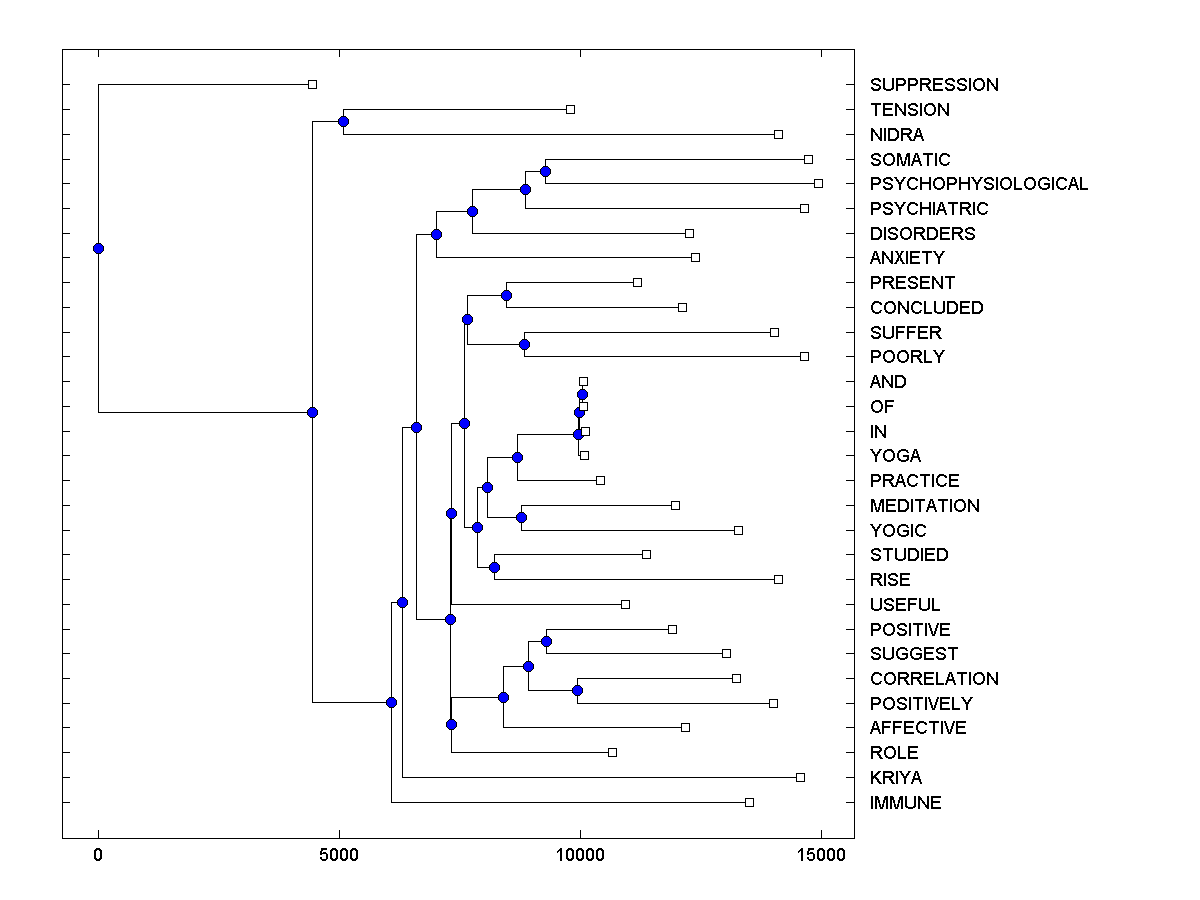 SUPPRESSION
TENSION
NIDRA
SOMATIC
PSYCHOPHYSIOLOGICAL
PSYCHIATRIC
DISORDERS
ANXIETY
PRESENT
CONCLUDED
SUFFER
POORLY
AND
OF
IN
YOGA
PRACTICE
MEDITATION
YOGIC
STUDIED
RISE
USEFUL
POSITIVE
SUGGEST
CORRELATION
POSITIVELY
AFFECTIVE
ROLE
KRIYA
IMMUNE
0 5000 10000 15000